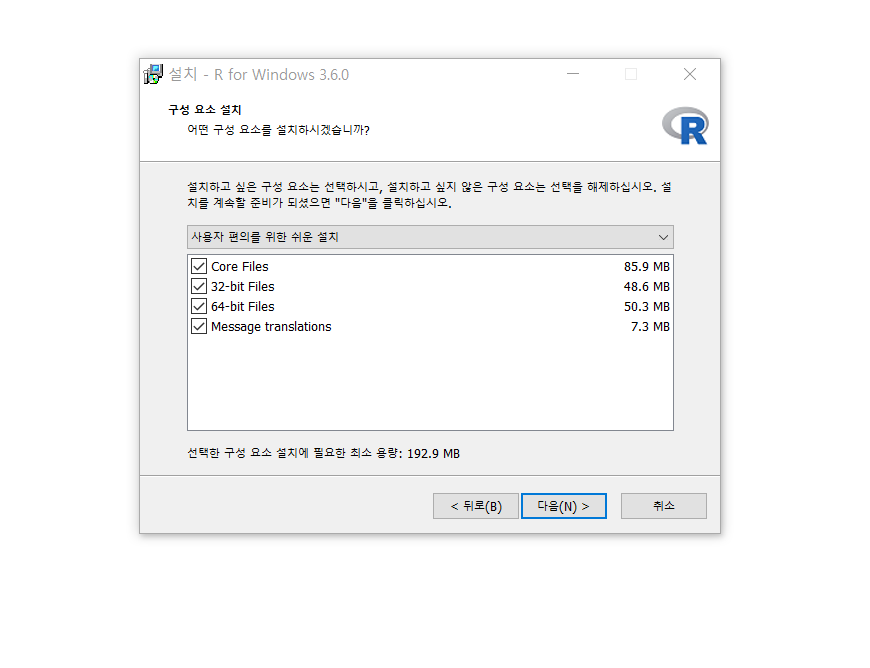 설치 - R for Windows 3.6.0
구성 요소 설치
어떤 구성 요소를 설치하시겠습니까?
R
설치하고 싶은 구성 요소는 선택하시고, 설치하고 싶지 않은 구성 요소는 선택을 해제하십시오. 설
치를 계속할 준비가 되셨으면 "다음"을 클릭하십시오.
사용자 편의를 위한 쉬운 설치
Core Files 85.9 MB
32-bit Files 48.6 MB
64-bit Files 50.3 MB
Message translations 7.3 MB
선택한 구성 요소 설치에 필요한 최소 용량: 192.9 MB
< 뒤로(B) 다음(N) > 취소